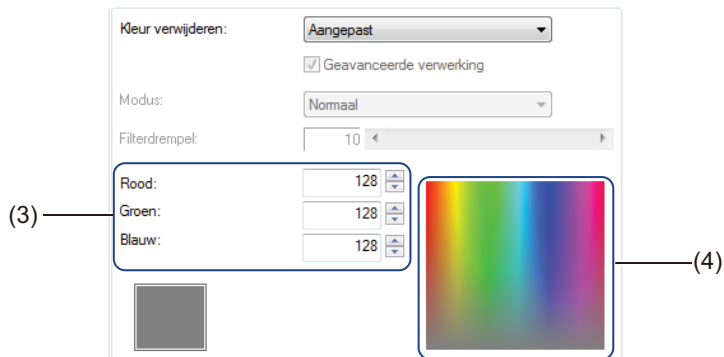 Kleur verwijderen: Aangepast
Geavanceerde verwerking
Modus: Normaal
Filterdrempel: 10
Rood: 128
(3)
Groen: 128
Blauw: 128
(4)